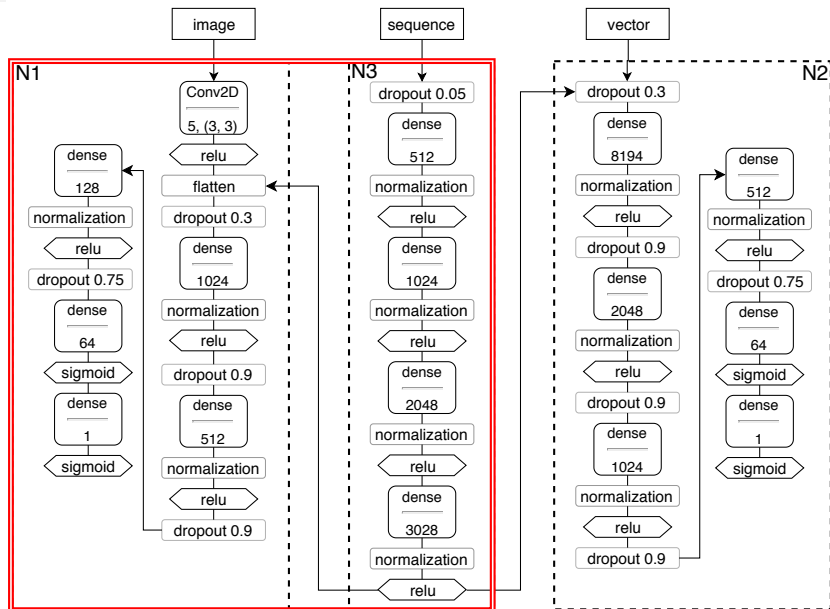 image
sequence
vector
N1
Conv2D
5, (3, 3)
relu
flatten
dropout 0.3
dense
1024
normalization
relu
dropout 0.9
dense
512
normalization
relu
dropout 0.9
dense
128
normalization
relu
dropout 0.75
dense
64
sigmoid
dense
1
sigmoid
N3
dropout 0.05
dense
512
normalization
relu
dense
1024
normalization
relu
dense
2048
normalization
relu
dense
3028
normalization
relu
N2
dropout 0.3
dense
8194
normalization
relu
dropout 0.9
dense
2048
normalization
relu
dropout 0.9
dense
1024
normalization
relu
dropout 0.9
dense
512
normalization
relu
dropout 0.75
dense
64
sigmoid
dense
1
sigmoid